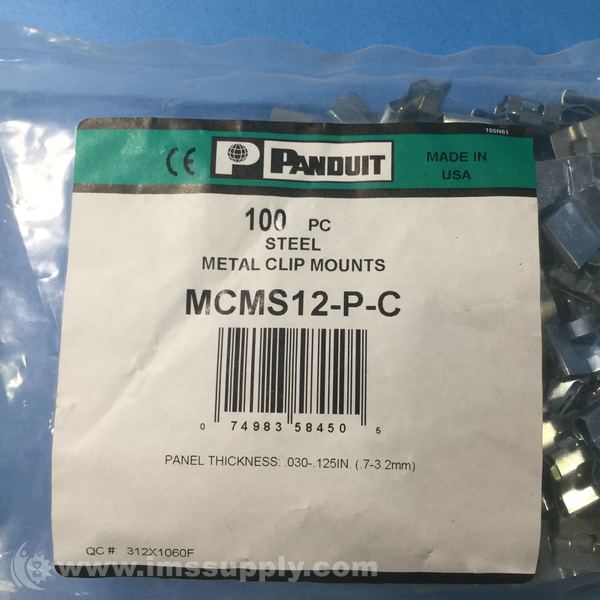 105N61
CE P PANDUIT MADE IN
USA
100 PC
STEEL
METAL CLIP MOUNTS
MCMS12-P-C
0 74983 58450 5
PANEL THICKNESS: .030-.125IN. (.7-3.2mm)
QC #: 312X1060F
www.imssupply.com